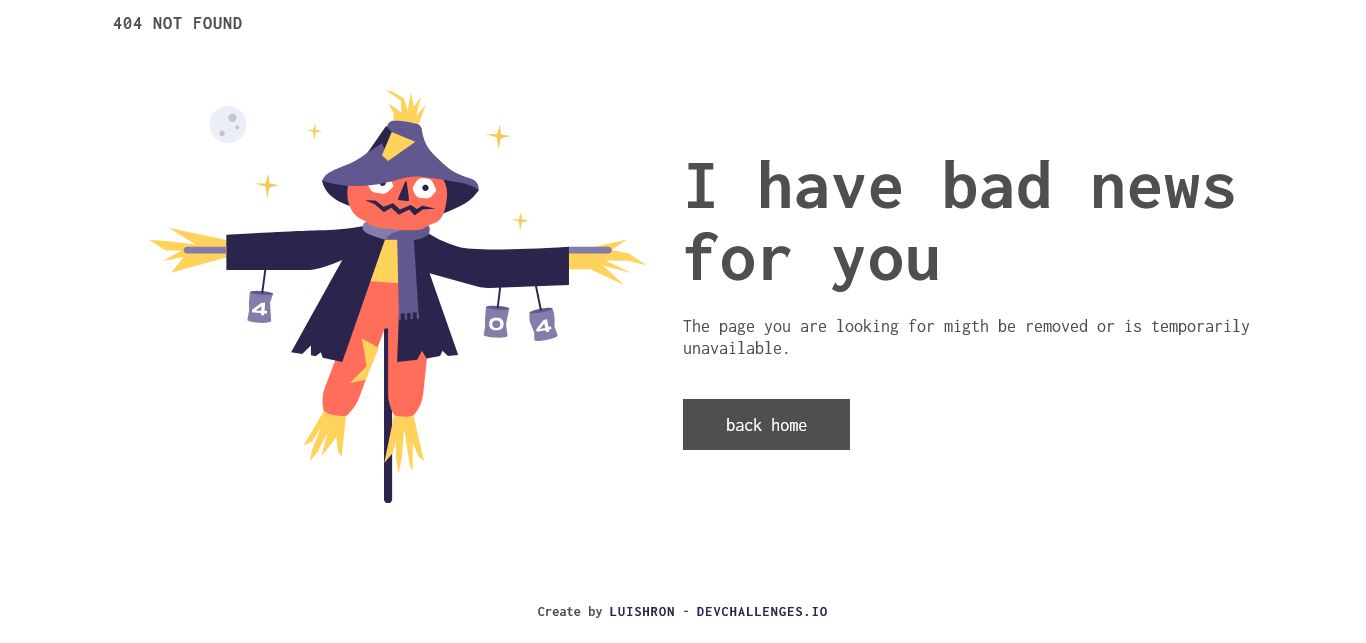 404 NOT FOUND
I have bad news
for you
4
0
4
The page you are looking for migth be removed or is temporarily
unavailable.
back home
Create by LUISHRON - DEVCHALLENGES.IO